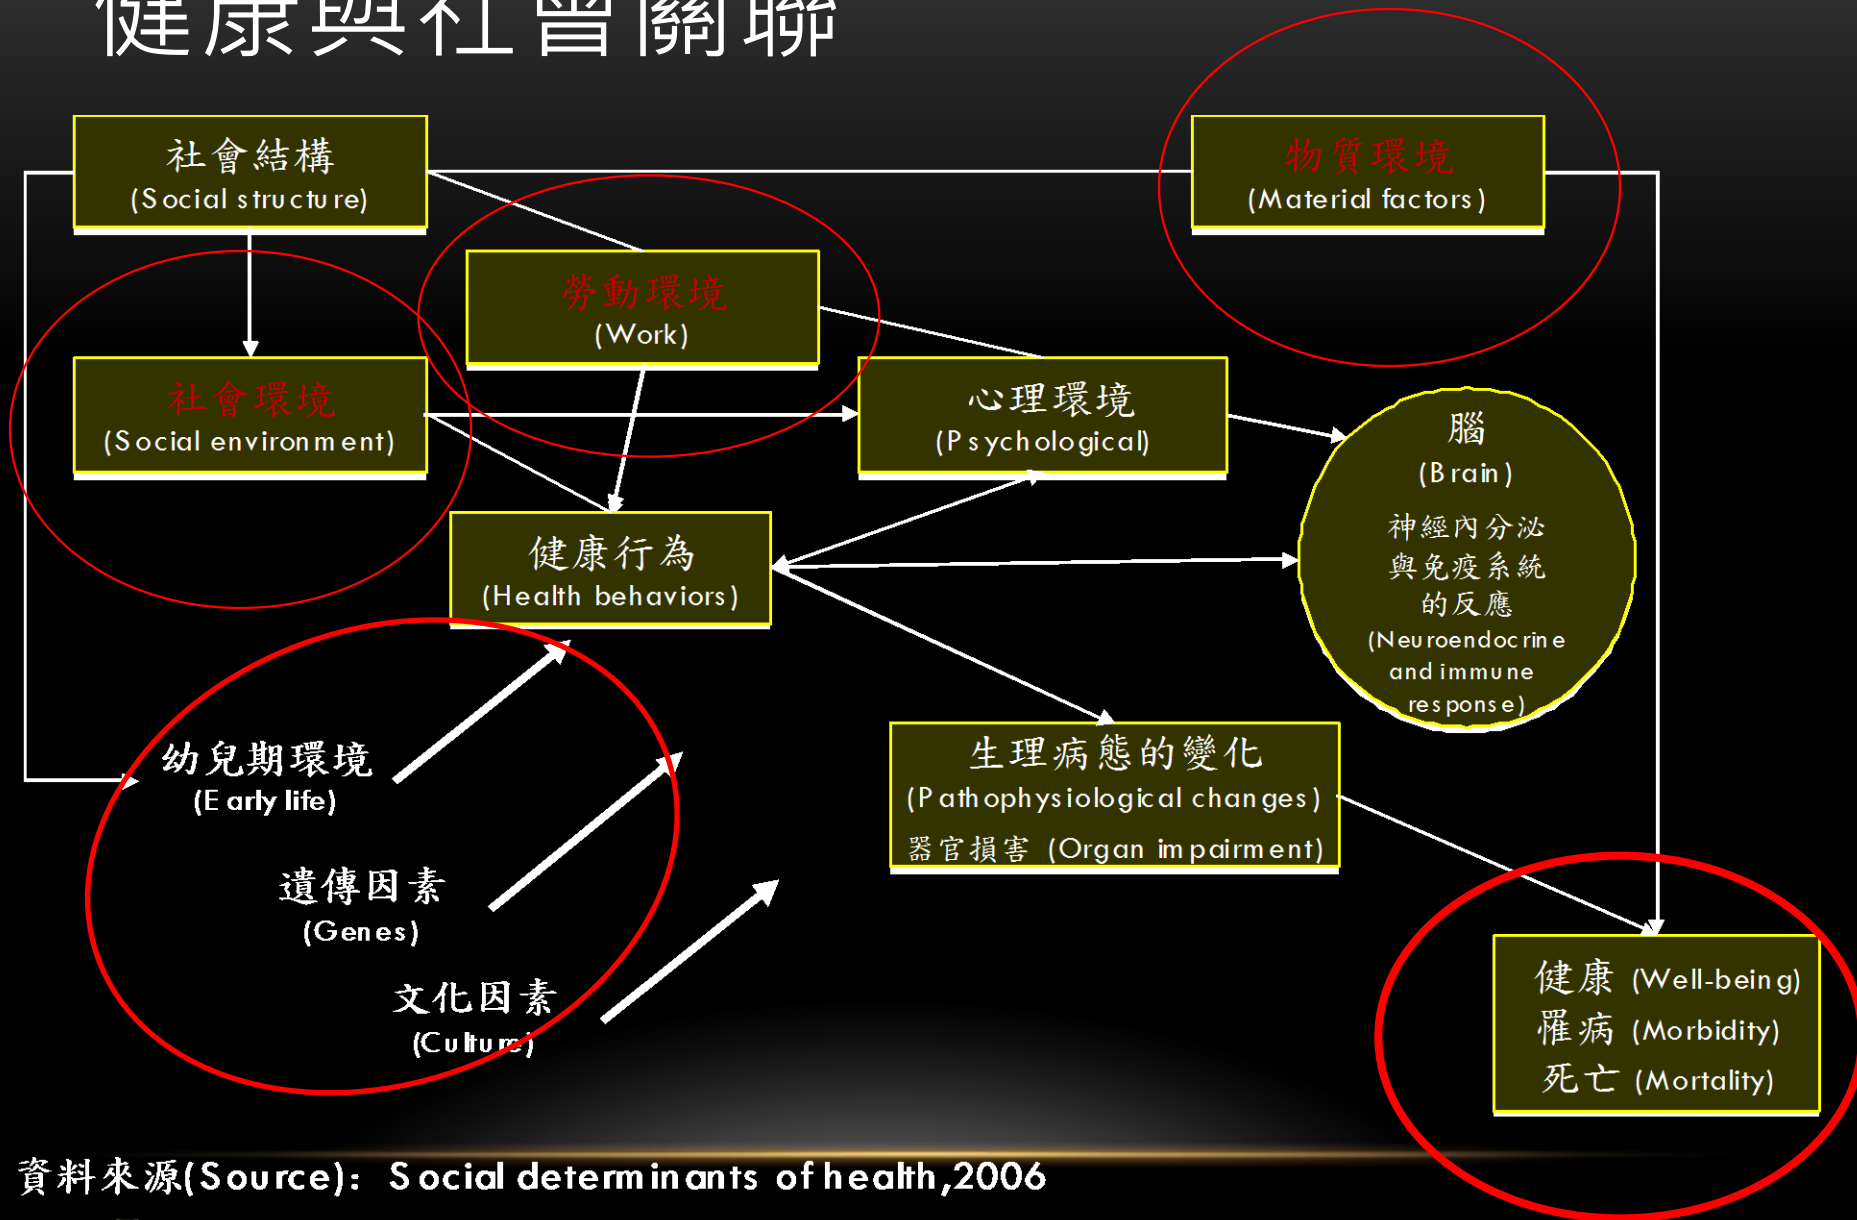 健康與社會關聯
社會結構
(Social structure)
物質環境
(Material factors)
勞動環境
(Work)
社會環境
(Social environment)
心理環境
(Psychological)
腦
(Brain)
神經內分泌
與免疫系統
的反應
(Neuroendocrine
and immune
response)
健康行為
(Health behaviors)
幼兒期環境
(Early life)
生理病態的變化
(Pathophysiological changes)
器官損害 (Organ impairment)
遺傳因素
(Genes)
文化因素
(Culture)
健康 (Well-being)
罹病 (Morbidity)
死亡 (Mortality)
資料來源(Source): Social determinants of health,2006